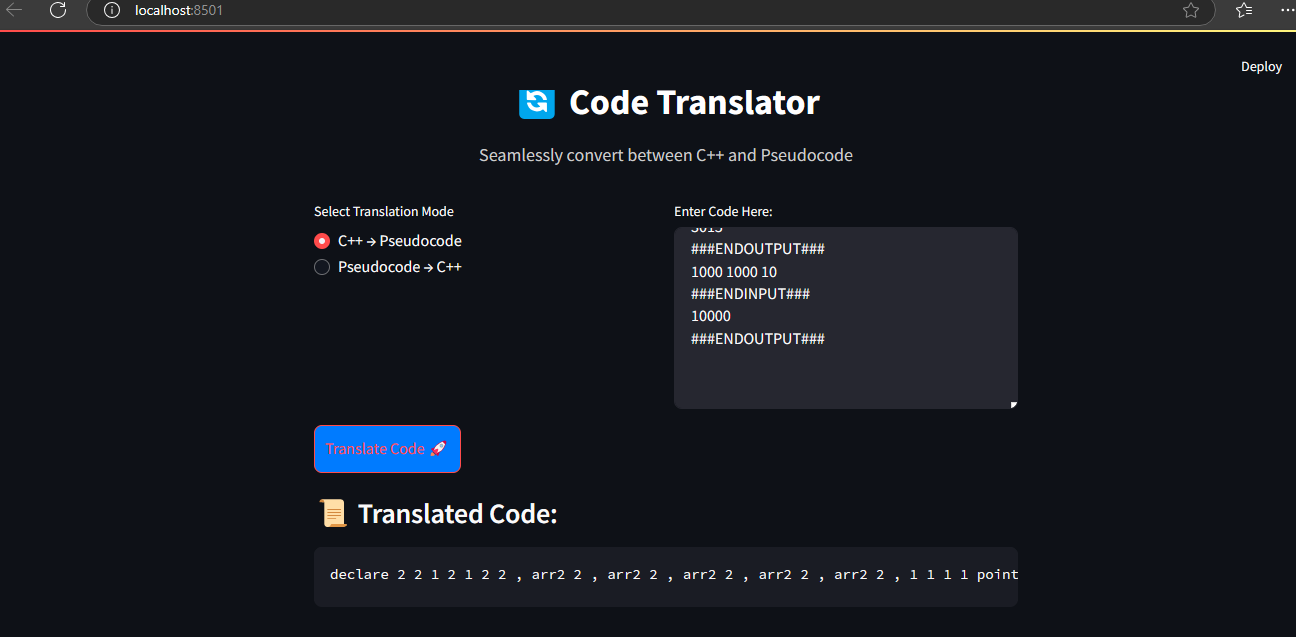 localhost:8501
Deploy
Code Translator
Seamlessly convert between C++ and Pseudocode
Select Translation Mode
C++ → Pseudocode
Pseudocode → C++
Enter Code Here:
###ENDOUTPUT###
1000 1000 10
###ENDINPUT###
10000
###ENDOUTPUT###
Translate Code 🚀
📜 Translated Code:
declare 2 2 1 2 1 2 2 , arr2 2 , arr2 2 , arr2 2 , arr2 2 , arr2 2 , 1 1 1 1 point